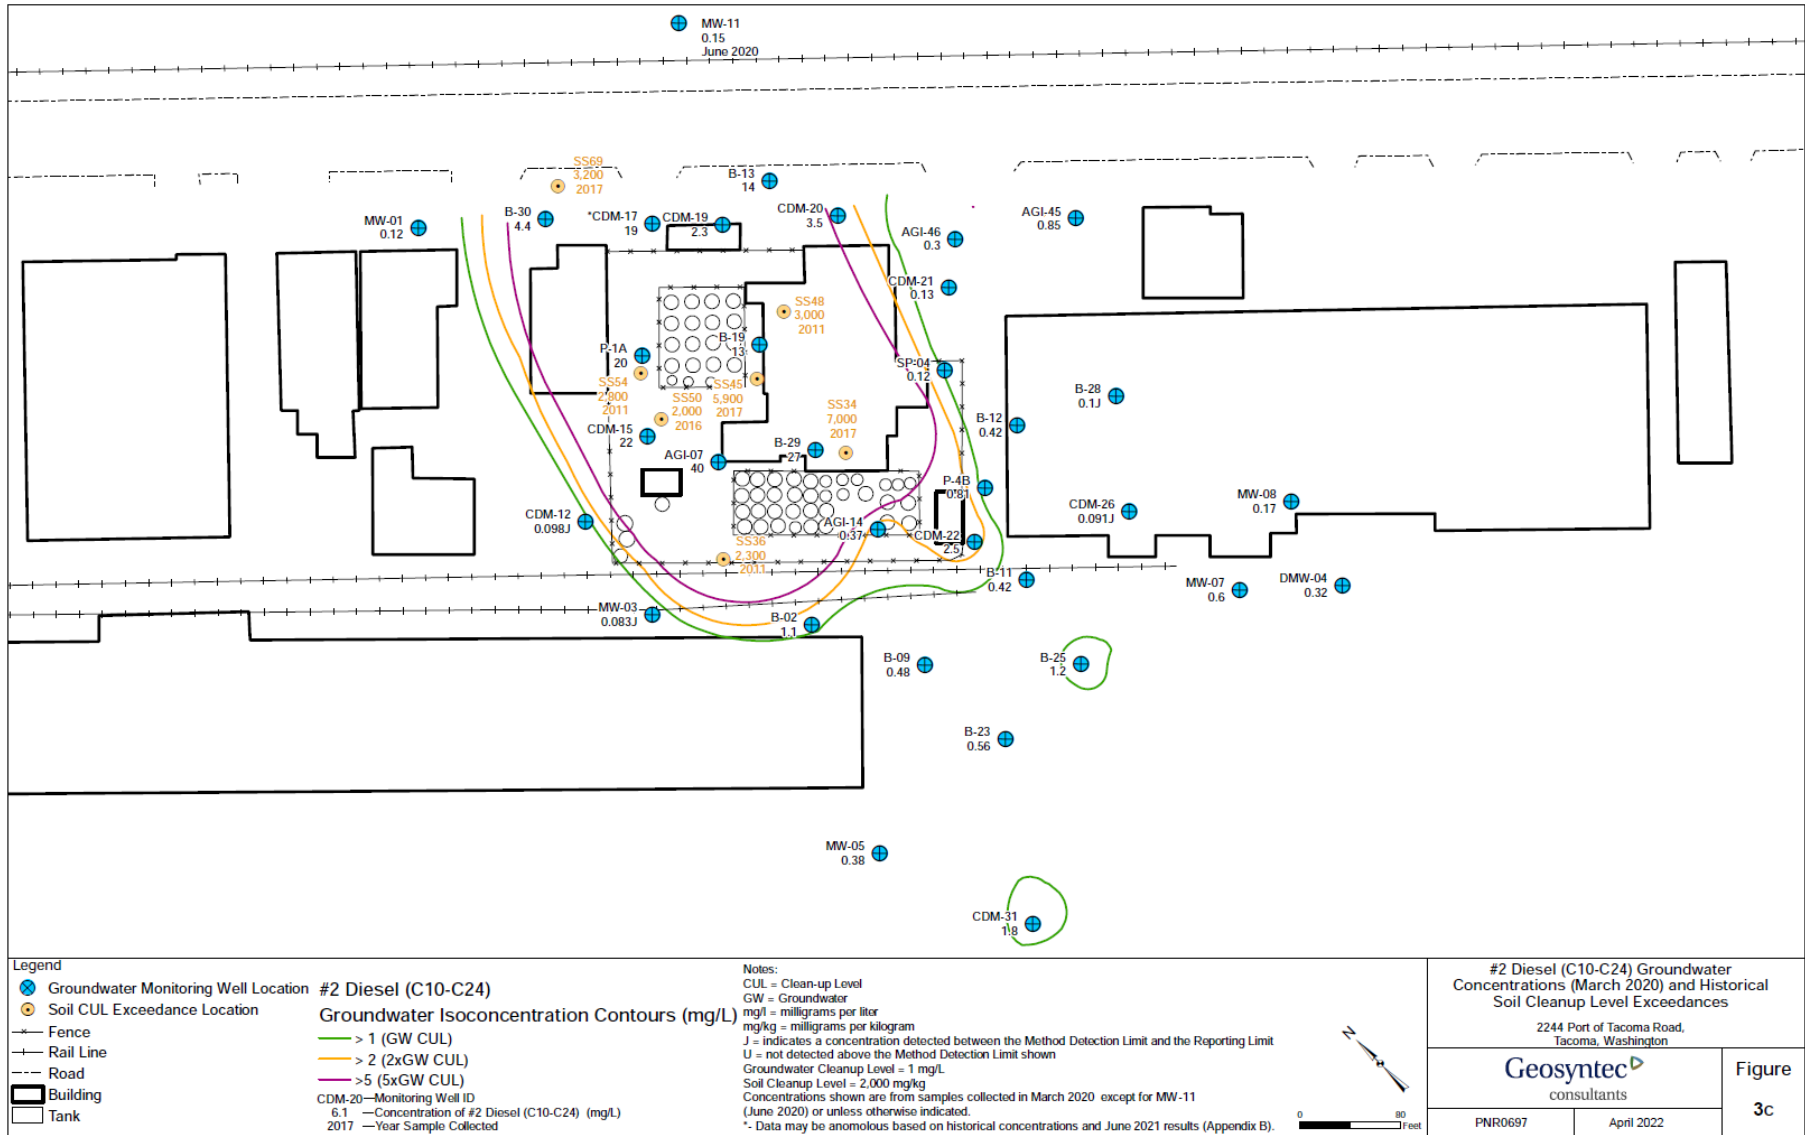 MW-11
0.15
June 2020
SS69
3,200
2017
B-13
14
MW-01
0.12
B-30
4.4
*CDM-17
19
CDM-19
2.3
CDM-20
3.5
AGI-46
0.3
AGI-45
0.85
CDM-21
0.13
SS48
3,000
2011
B-19
13
P-1A
20
SS54
2,800
2011
SS50
2,000
2016
SS45
5,900
2017
SS34
7,000
2017
SP-04
0.12
B-28
0.1J
B-12
0.42
CDM-15
22
AGI-07
40
B-29
27
P-4B
0.81
CDM-26
0.091J
MW-08
0.17
CDM-12
0.098J
AGI-14
0.37
CDM-22
2.5
SS36
2,300
2011
B-11
0.42
MW-07
0.6
DMW-04
0.32
MW-03
0.083J
B-02
1.1
B-09
0.48
B-25
1.2
B-23
0.56
MW-05
0.38
CDM-31
1.8
Legend
Groundwater Monitoring Well Location
Soil CUL Exceedance Location
Fence
Rail Line
Road
Building
Tank
#2 Diesel (C10-C24)
Groundwater Isoconcentration Contours (mg/L)
> 1 (GW CUL)
> 2 (2xGW CUL)
>5 (5xGW CUL)
CDM-20—Monitoring Well ID
6.1 —Concentration of #2 Diesel (C10-C24) (mg/L)
2017 —Year Sample Collected
Notes:
CUL = Clean-up Level
GW = Groundwater
mg/l = milligrams per liter
mg/kg = milligrams per kilogram
J = indicates a concentration detected between the Method Detection Limit and the Reporting Limit
U = not detected above the Method Detection Limit shown
Groundwater Cleanup Level = 1 mg/L
Soil Cleanup Level = 2,000 mg/kg
Concentrations shown are from samples collected in March 2020 except for MW-11
(June 2020) or unless otherwise indicated.
*- Data may be anomolous based on historical concentrations and June 2021 results (Appendix B).
N
0 80
Feet
#2 Diesel (C10-C24) Groundwater
Concentrations (March 2020) and Historical
Soil Cleanup Level Exceedances
2244 Port of Tacoma Road,
Tacoma, Washington
Geosyntec
consultants
PNR0697
April 2022
Figure
3c